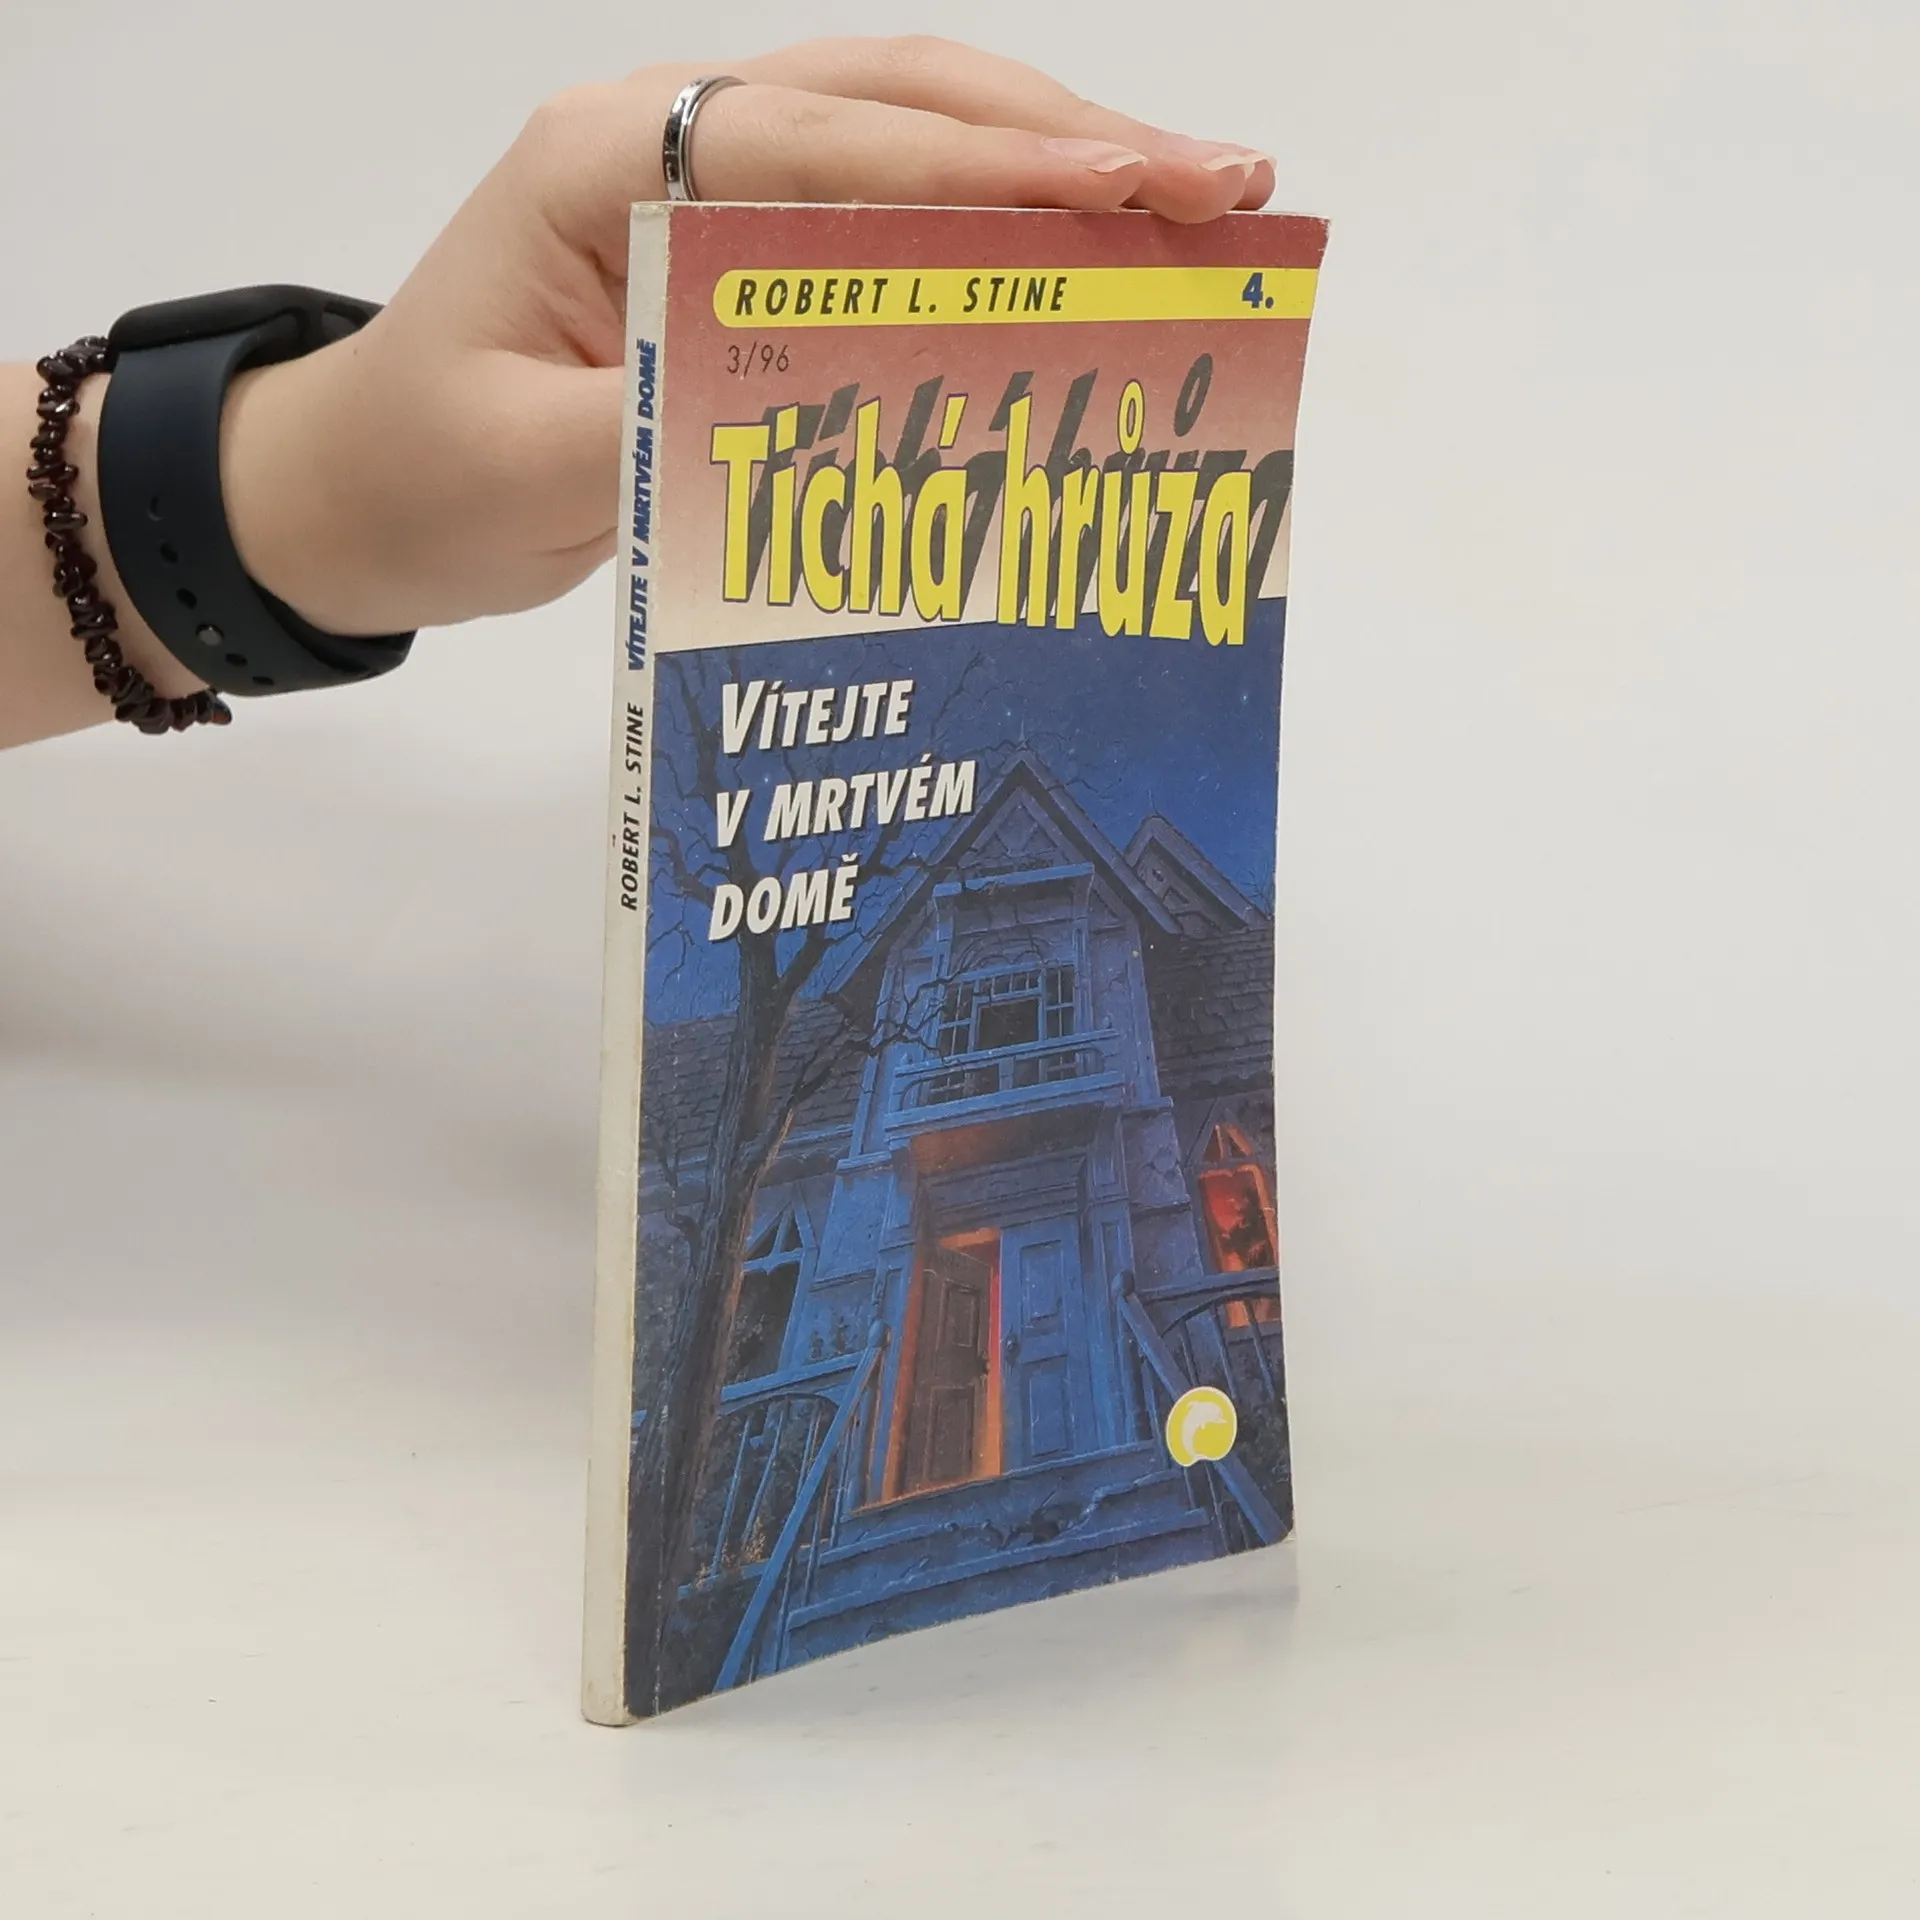 ROBERT L. STINE 4.
3/96
Tichá hrůza
VÍTEJTE
V MRTVÉM
DOMĚ
ROBERT L. STINE VÍTEJTE V MRTVÉM DOMĚ